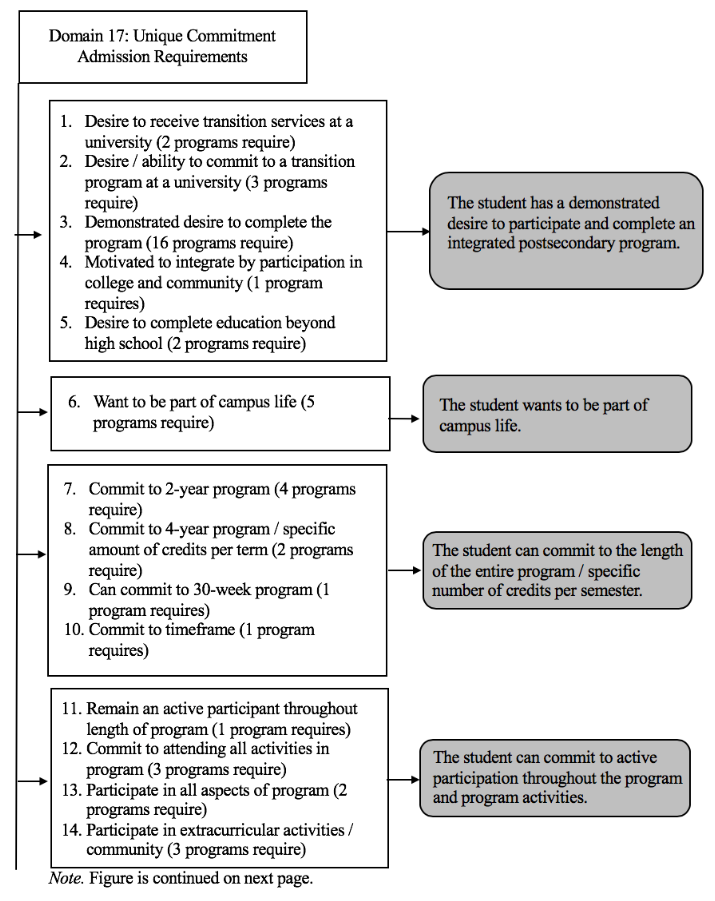 Domain 17: Unique Commitment
Admission Requirements
1. Desire to receive transition services at a
university (2 programs require)
2. Desire / ability to commit to a transition
program at a university (3 programs
require)
3. Demonstrated desire to complete the
program (16 programs require)
4. Motivated to integrate by participation in
college and community (1 program
requires)
5. Desire to complete education beyond
high school (2 programs require)
The student has a demonstrated
desire to participate and complete an
integrated postsecondary program.
6. Want to be part of campus life (5
programs require)
The student wants to be part of
campus life.
7. Commit to 2-year program (4 programs
require)
8. Commit to 4-year program / specific
amount of credits per term (2 programs
require)
9. Can commit to 30-week program (1
program requires)
10. Commit to timeframe (1 program
requires)
The student can commit to the length
of the entire program / specific
number of credits per semester.
11. Remain an active participant throughout
length of program (1 program requires)
12. Commit to attending all activities in
program (3 programs require)
13. Participate in all aspects of program (2
programs require)
14. Participate in extracurricular activities /
community (3 programs require)
The student can commit to active
participation throughout the program
and program activities.
Note. Figure is continued on next page.